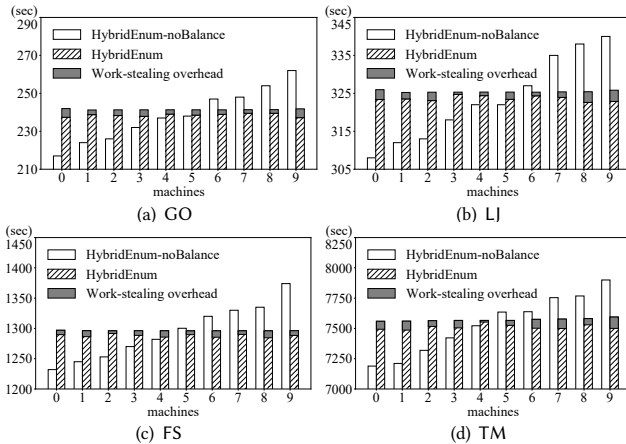 (sec)
290
270
250
230
210
HybridEnum-noBalance
HybridEnum
Work-stealing overhead
0 1 2 3 4 5 6 7 8 9
machines
(a) GO
(sec)
345
335
325
315
305
HybridEnum-noBalance
HybridEnum
Work-stealing overhead
0 1 2 3 4 5 6 7 8 9
machines
(b) LJ
(sec)
1450
1400
1350
1300
1250
1200
HybridEnum-noBalance
HybridEnum
Work-stealing overhead
0 1 2 3 4 5 6 7 8 9
machines
(c) FS
(sec)
8250
8000
7750
7500
7250
7000
HybridEnum-noBalance
HybridEnum
Work-stealing overhead
0 1 2 3 4 5 6 7 8 9
machines
(d) TM